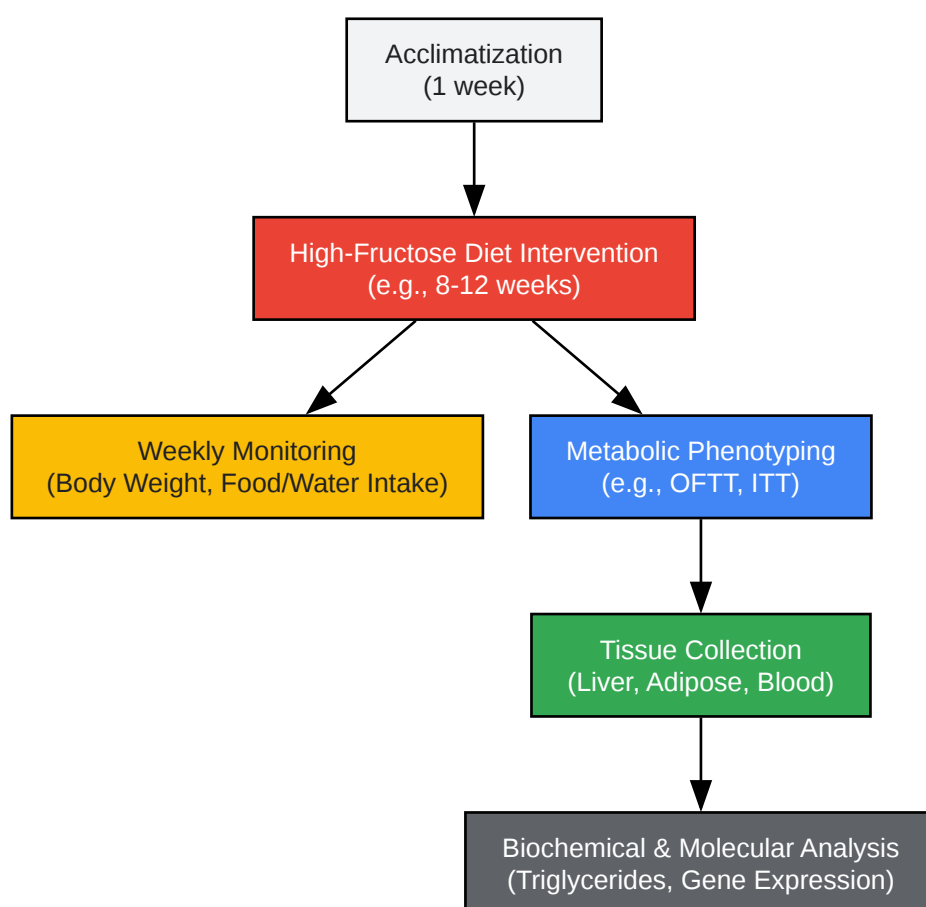 Acclimatization
(1 week)
High-Fructose Diet Intervention
(e.g., 8-12 weeks)
Weekly Monitoring
(Body Weight, Food/Water Intake)
Metabolic Phenotyping
(e.g., OFTT, ITT)
Tissue Collection
(Liver, Adipose, Blood)
Biochemical & Molecular Analysis
(Triglycerides, Gene Expression)